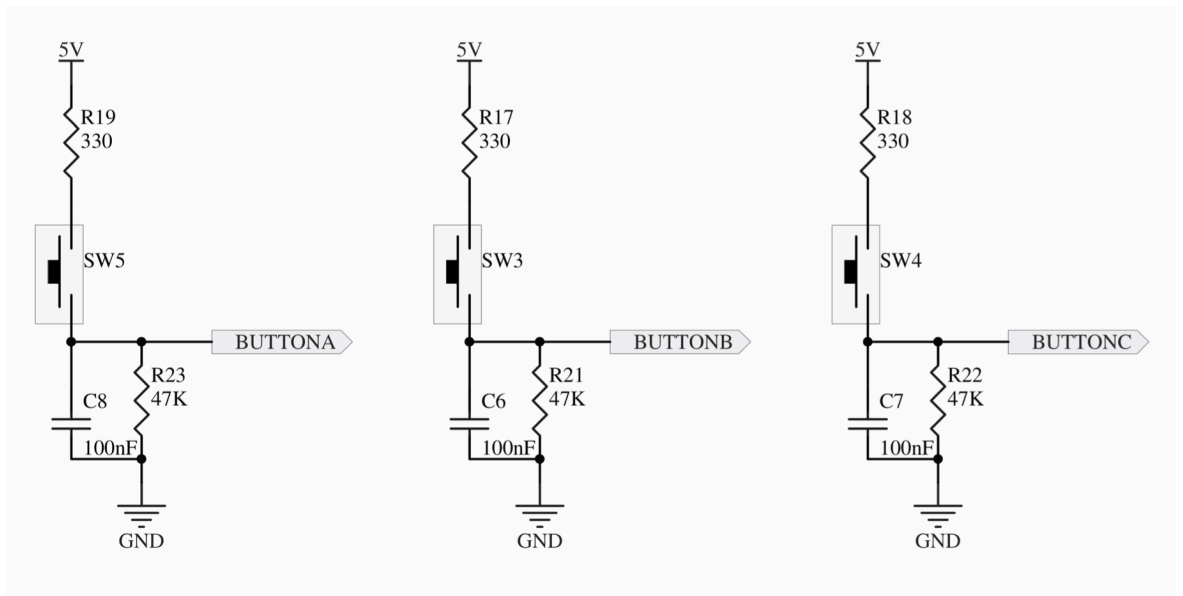 5V
R19
330
SW5
BUTTONA
R23
47K
C8
100nF
GND
5V
R17
330
SW3
BUTTONB
R21
47K
C6
100nF
GND
5V
R18
330
SW4
BUTTONC
R22
47K
C7
100nF
GND